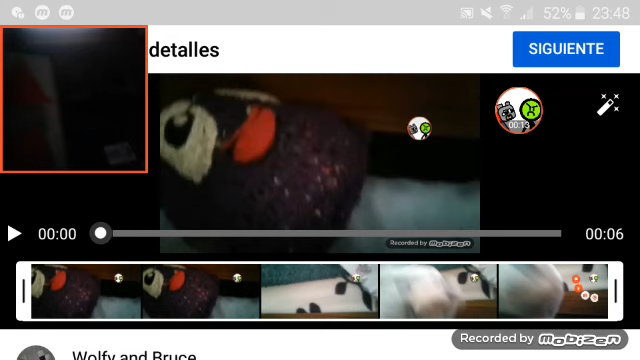 52% 23:48
detalles
SIGUIENTE
00:13
Recorded by MOBIZEN
00:00
00:06
Recorded by MOBIZEN
Wolfy and Bruce